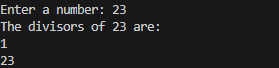 Enter a number: 23
The divisors of 23 are:
1
23